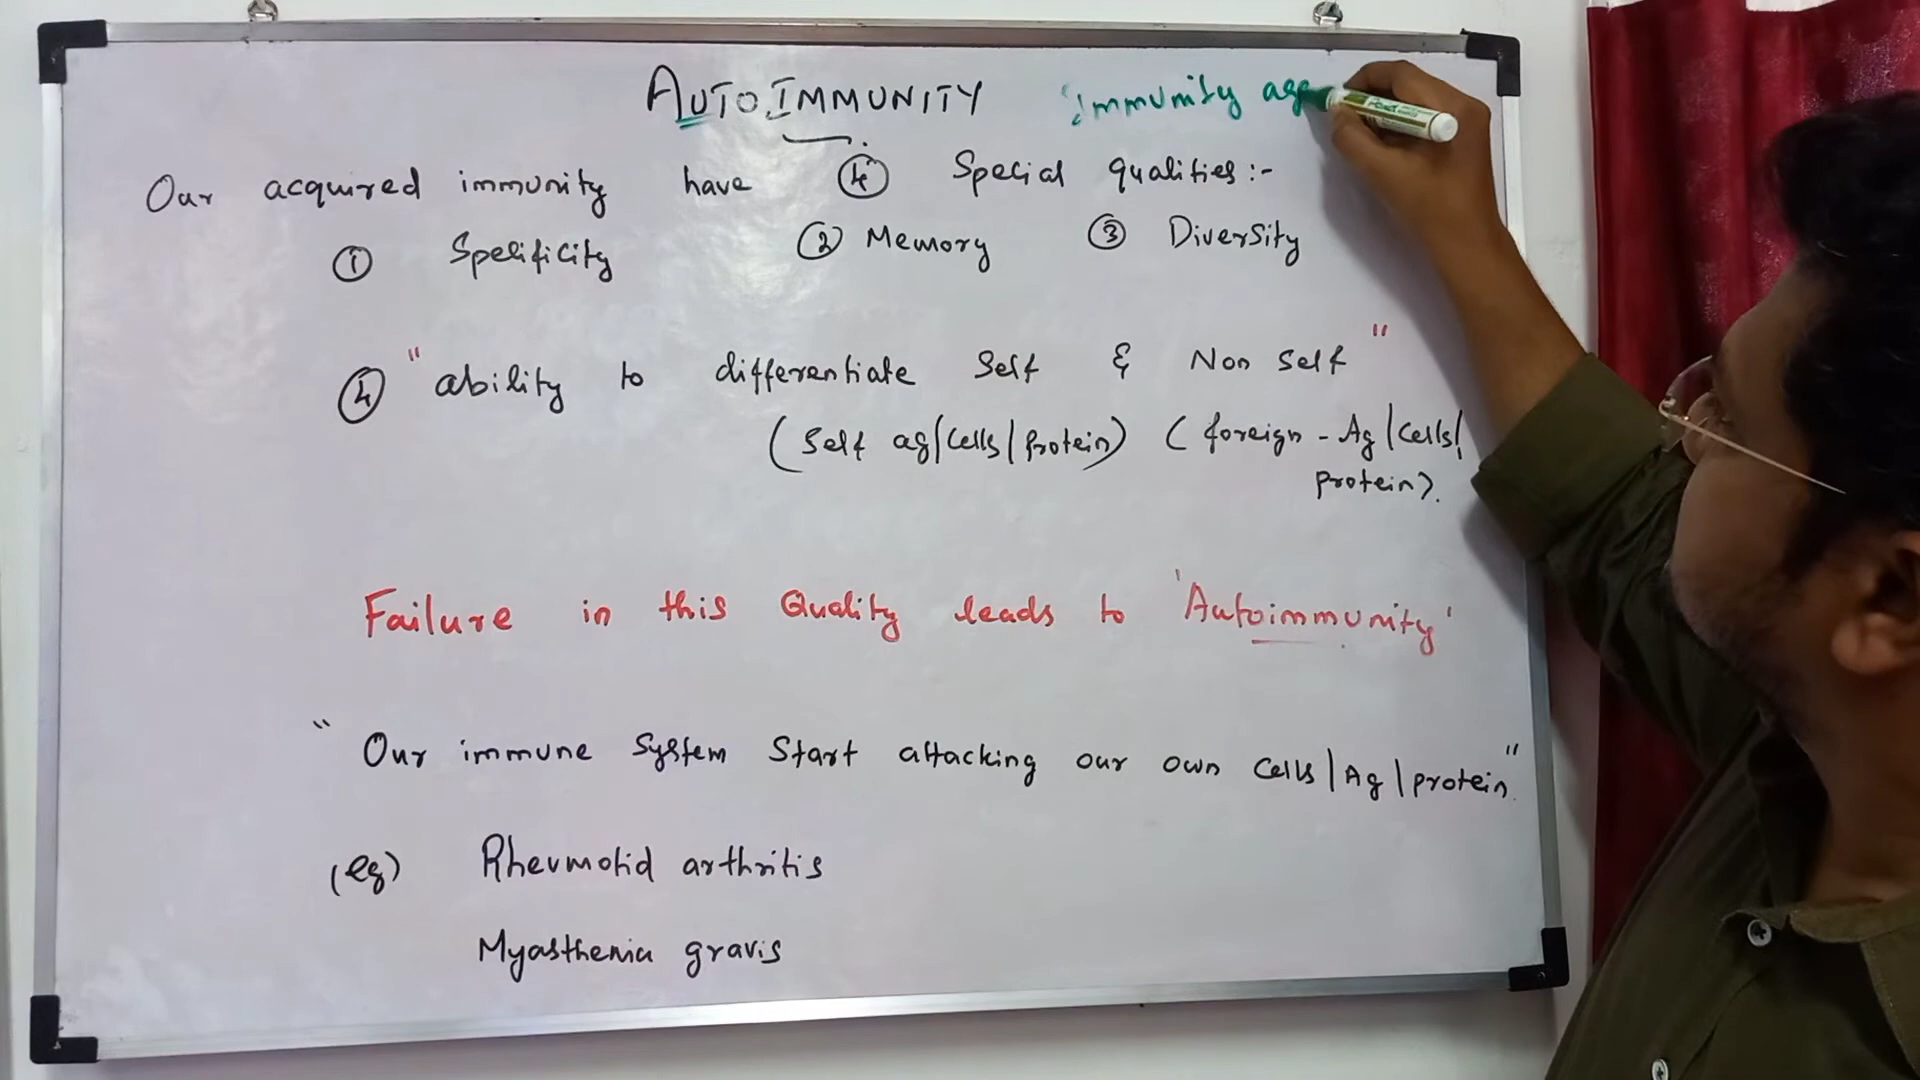 AUTOIMMUNITY 'immunity aga
Our acquired immunity have ④ Special qualities:-
① Specificity ② Memory ③ Diversity
④ "ability to differentiate Self & Non Self"
(Self ag/Cells/Protein) (foreign - Ag/Cells/
protein).
Failure in this Quality leads to 'Autoimmunity'
"Our immune System Start attacking our own Cells/Ag/protein".
(eg) Rheumotid arthritis
Myasthenia gravis